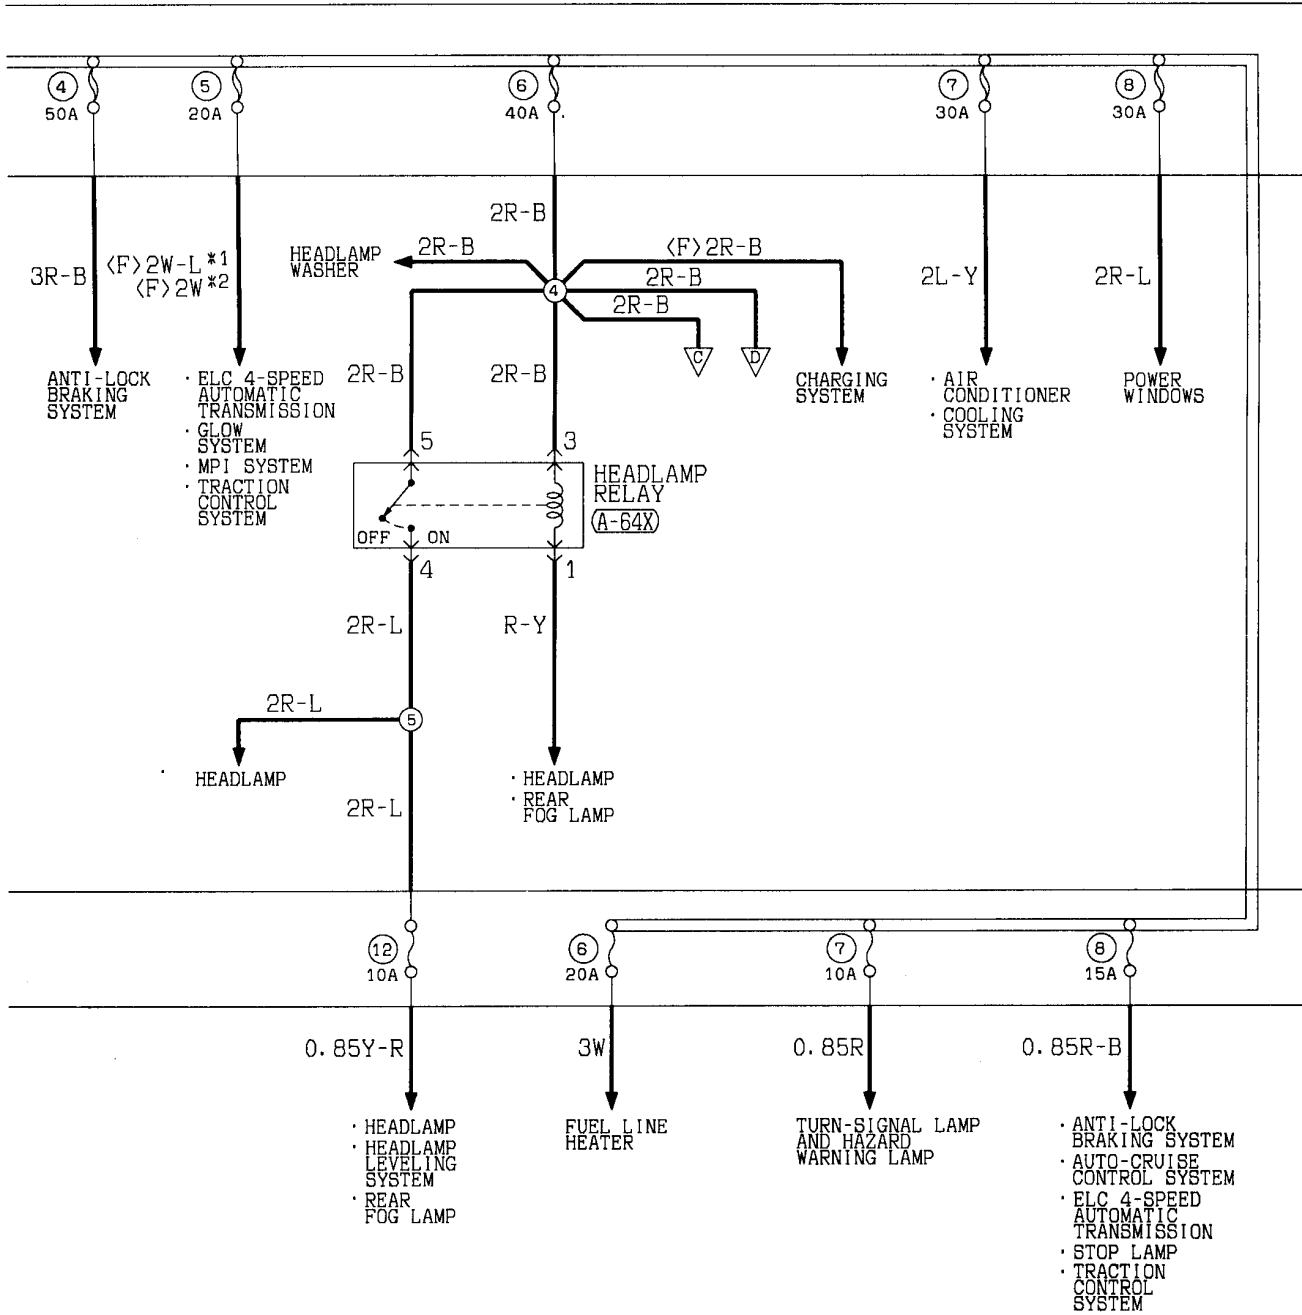 4
50A
5
20A
6
40A
7
30A
8
30A
2R-B
HEADLAMP
WASHER
2R-B
<F>2R-B
3R-B
<F>2W-L*1
<F>2W*2
4
2R-B
2R-B
2L-Y
2R-L
C
D
ANTI-LOCK
BRAKING
SYSTEM
· ELC 4-SPEED
AUTOMATIC
TRANSMISSION
· GLOW
SYSTEM
· MPI SYSTEM
· TRACTION
CONTROL
SYSTEM
2R-B
2R-B
CHARGING
SYSTEM
· AIR
CONDITIONER
· COOLING
SYSTEM
POWER
WINDOWS
5
3
HEADLAMP
RELAY
A-64X
OFF
ON
4
1
2R-L
R-Y
2R-L
5
HEADLAMP
· HEADLAMP
· REAR
FOG LAMP
2R-L
12
10A
6
20A
7
10A
8
15A
0.85Y-R
3W
0.85R
0.85R-B
· HEADLAMP
· HEADLAMP
LEVELING
SYSTEM
· REAR
FOG LAMP
FUEL LINE
HEATER
TURN-SIGNAL LAMP
AND HAZARD
WARNING LAMP
· ANTI-LOCK
BRAKING SYSTEM
· AUTO-CRUISE
CONTROL SYSTEM
· ELC 4-SPEED
AUTOMATIC
TRANSMISSION
· STOP LAMP
· TRACTION
CONTROL
SYSTEM